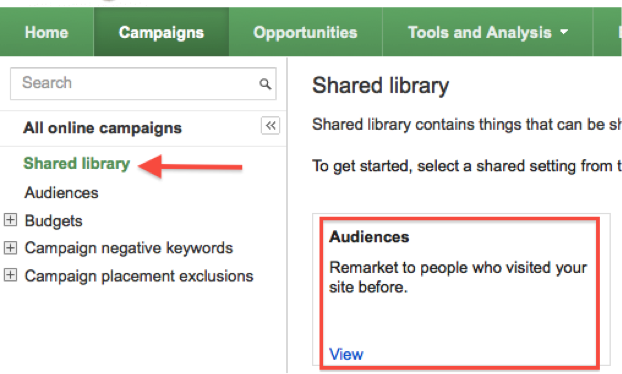 Home Campaigns Opportunities Tools and Analysis
Search
All online campaigns
Shared library
Audiences
Budgets
Campaign negative keywords
Campaign placement exclusions
Shared library
Shared library contains things that can be
To get started, select a shared setting from
Audiences
Remarket to people who visited your
site before.
View